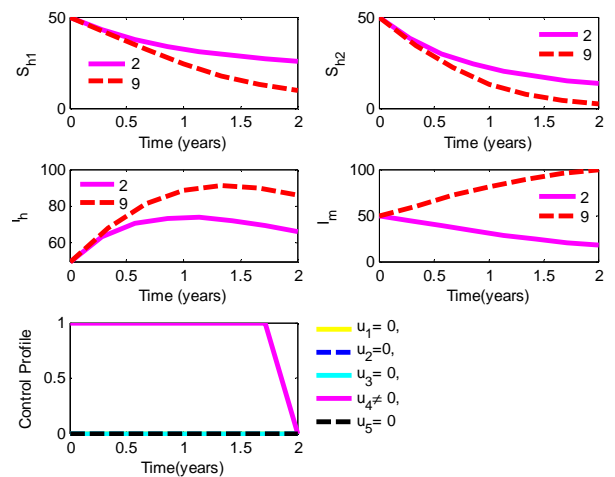 50
0
S_h1
2
9
0 0.5 1 1.5 2
Time (years)
50
0
S_h2
2
9
0 0.5 1 1.5 2
Time (years)
100
80
60
I_h
2
9
0 0.5 1 1.5 2
Time (years)
100
50
0
I_m
2
9
0 0.5 1 1.5 2
Time(years)
1
0.5
0
Control Profile
0 0.5 1 1.5 2
Time(years)
u_1= 0,
u_2=0,
u_3= 0,
u_4≠ 0,
u_5= 0